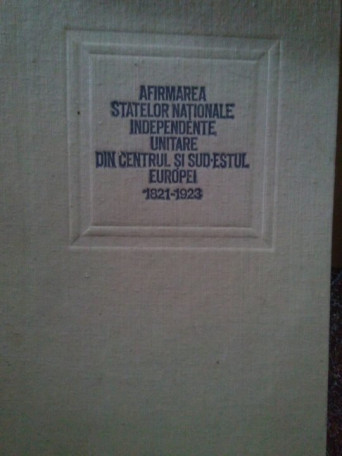 AFIRMAREA
STATELOR NAȚIONALE
INDEPENDENTE,
UNITARE
DIN CENTRUL ȘI SUD-ESTUL
EUROPEI
1821-1923